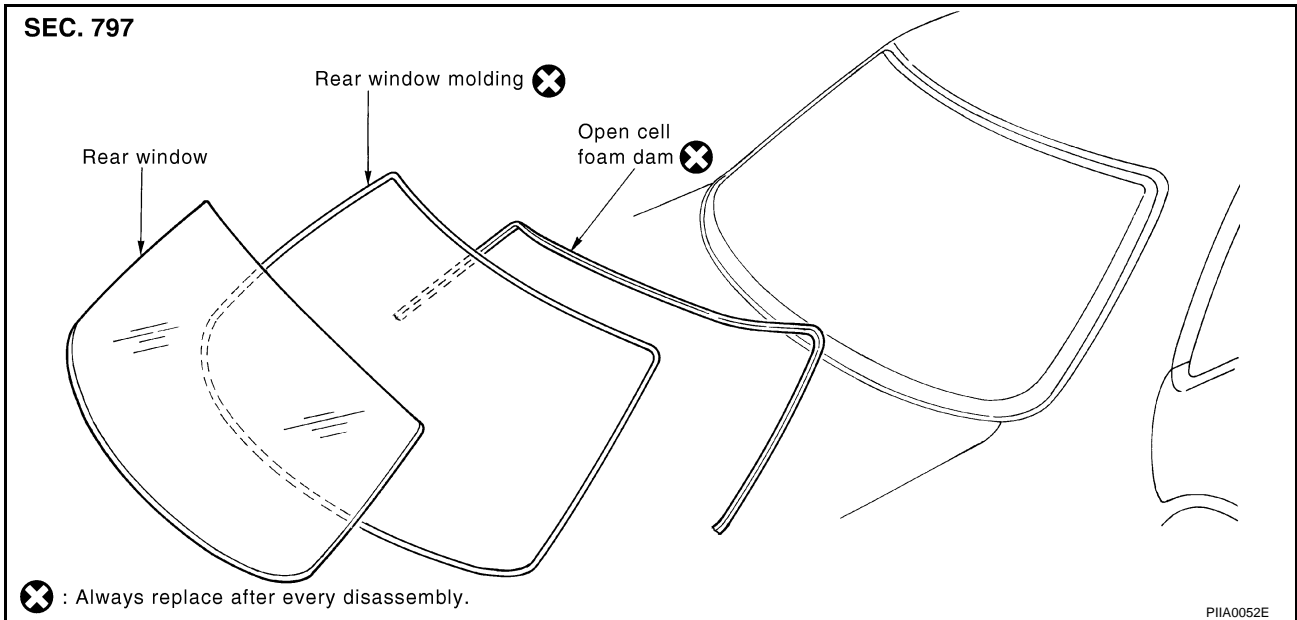 SEC. 797
Rear window molding
Open cell
foam dam
Rear window
: Always replace after every disassembly.
PIIA0052E